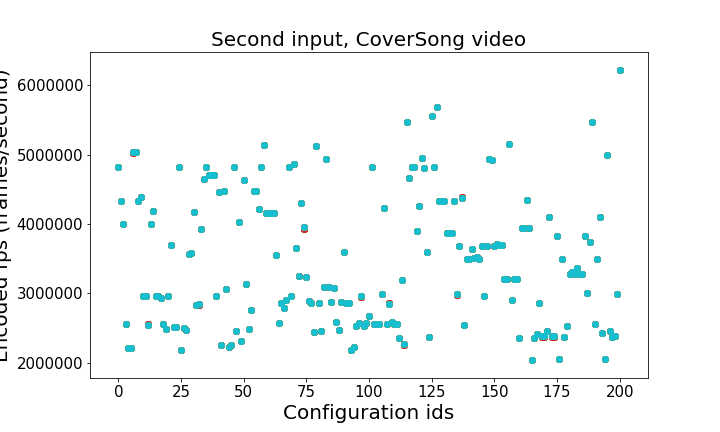 Second input, CoverSong video
Encoded fps (frames/second)
6000000
5000000
4000000
3000000
2000000
0 25 50 75 100 125 150 175 200
Configuration ids